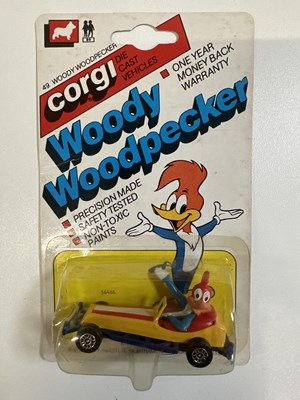 49 WOODY WOODPECKER
corgi
DIE
CAST
VEHICLES
ONE YEAR
MONEY BACK
WARRANTY
Woody
Woodpecker
PRECISION MADE
SAFETY TESTED
NON-TOXIC
PAINTS